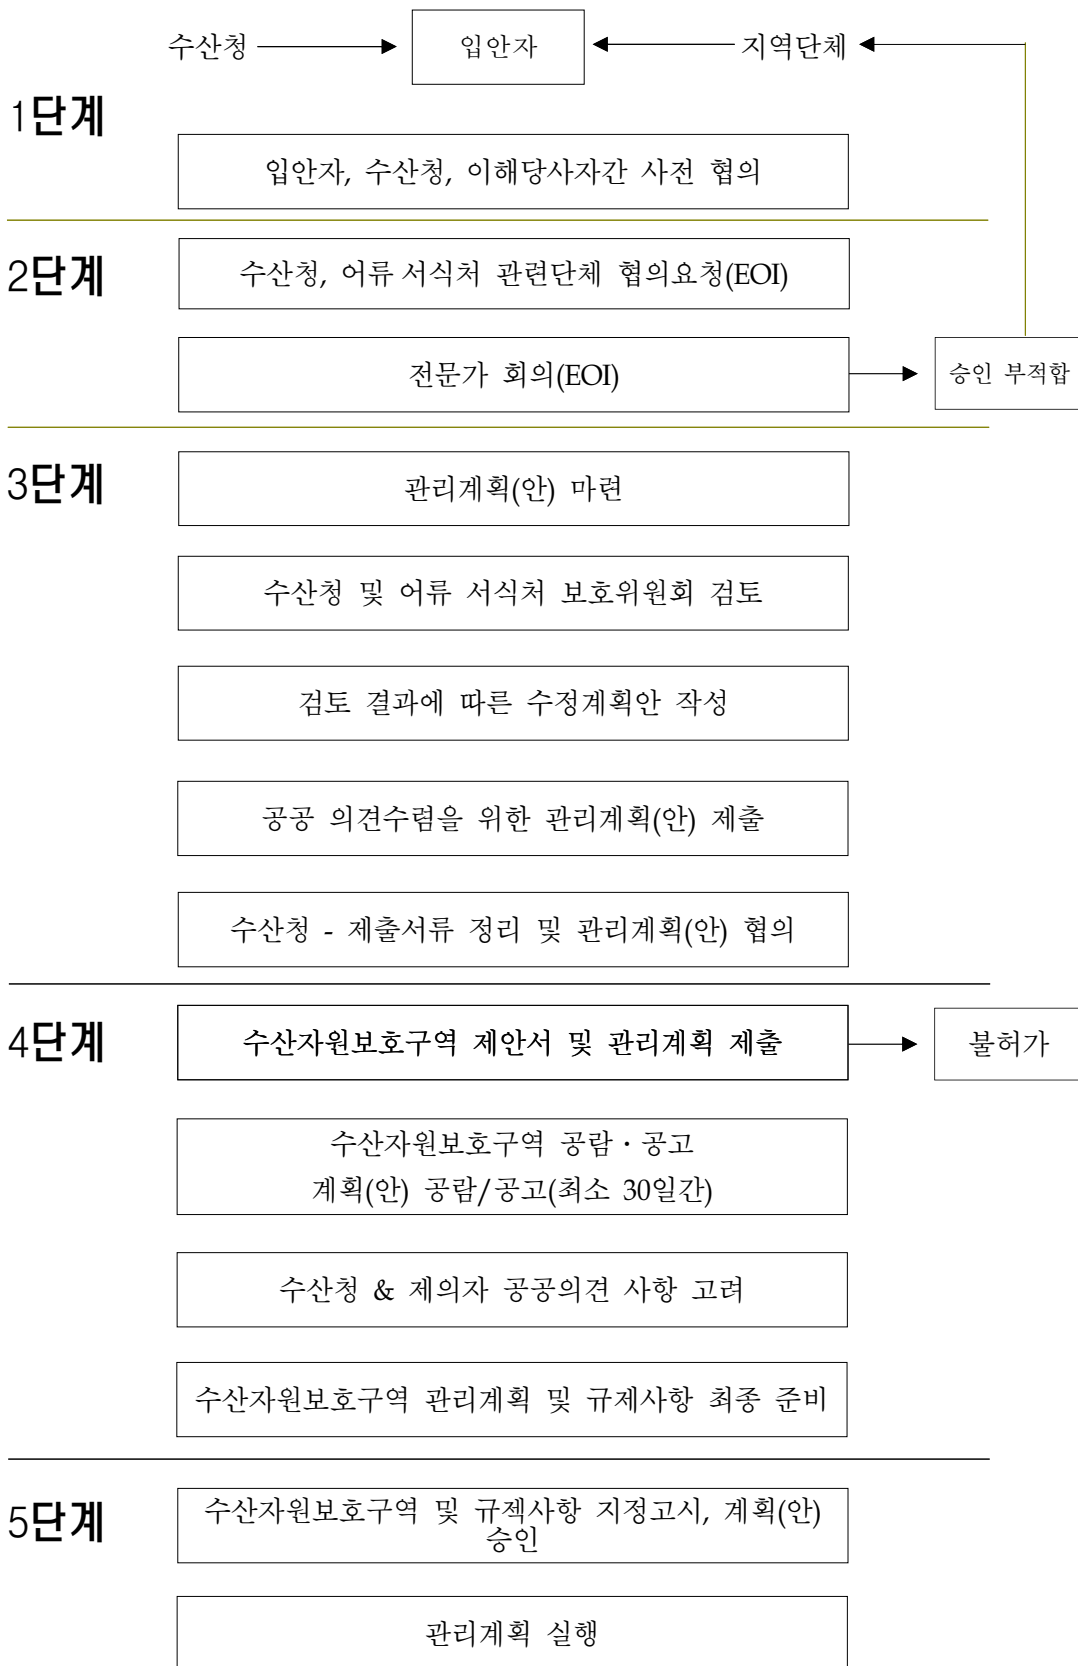 수산청
입안자
지역단체
1단계
입안자, 수산청, 이해당사자간 사전 협의
2단계
수산청, 어류 서식처 관련단체 협의요청(EOI)
전문가 회의(EOI)
승인 부적합
3단계
관리계획(안) 마련
수산청 및 어류 서식처 보호위원회 검토
검토 결과에 따른 수정계획안 작성
공공 의견수렴을 위한 관리계획(안) 제출
수산청 - 제출서류 정리 및 관리계획(안) 협의
4단계
수산자원보호구역 제안서 및 관리계획 제출
불허가
수산자원보호구역 공람·공고
계획(안) 공람/공고(최소 30일간)
수산청 & 제의자 공공의견 사항 고려
수산자원보호구역 관리계획 및 규제사항 최종 준비
5단계
수산자원보호구역 및 규젝사항 지정고시, 계획(안)
승인
관리계획 실행